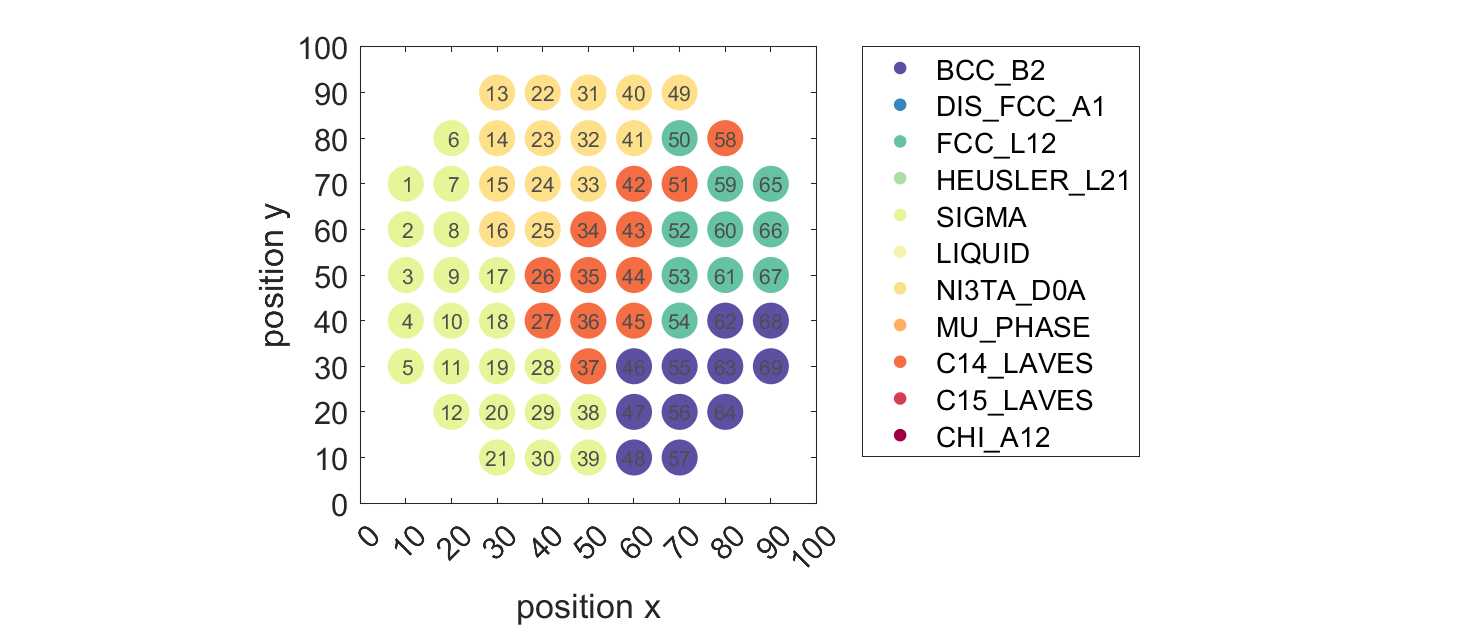 100
90
80
70
60
50
40
30
20
10
0
position y
13 22 31 40 49
6 14 23 32 41 50 58
1 7 15 24 33 42 51 59 65
2 8 16 25 34 43 52 60 66
3 9 17 26 35 44 53 61 67
4 10 18 27 36 45 54 62 68
5 11 19 28 37 46 55 63 69
12 20 29 38 47 56 64
21 30 39 48 57
0 10 20 30 40 50 60 70 80 90 100
position x
BCC_B2
DIS_FCC_A1
FCC_L12
HEUSLER_L21
SIGMA
LIQUID
NI3TA_D0A
MU_PHASE
C14_LAVES
C15_LAVES
CHI_A12